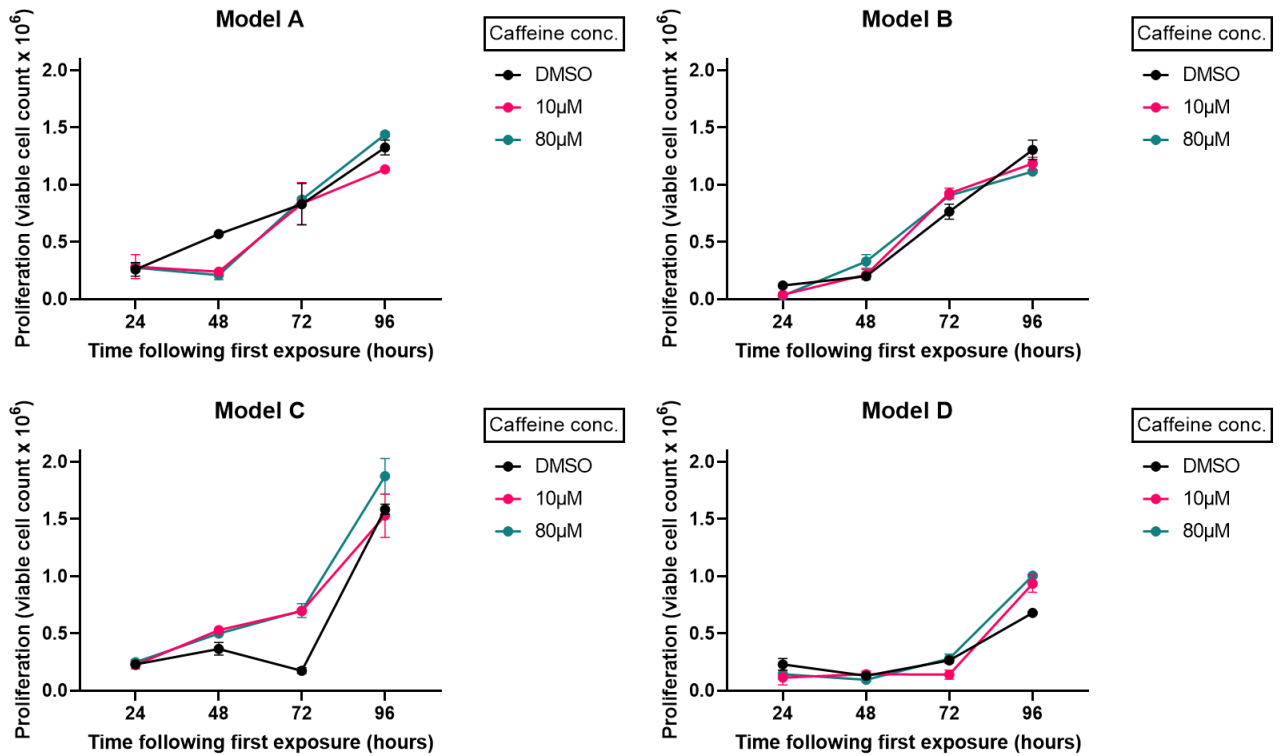 Model A
Caffeine conc.
DMSO
10µM
80µM
Proliferation (viable cell count x 10⁶)
2.0
1.5
1.0
0.5
0.0
24 48 72 96
Time following first exposure (hours)
Model B
Caffeine conc.
DMSO
10µM
80µM
Proliferation (viable cell count x 10⁶)
2.0
1.5
1.0
0.5
0.0
24 48 72 96
Time following first exposure (hours)
Model C
Caffeine conc.
DMSO
10µM
80µM
Proliferation (viable cell count x 10⁶)
2.0
1.5
1.0
0.5
0.0
24 48 72 96
Time following first exposure (hours)
Model D
Caffeine conc.
DMSO
10µM
80µM
Proliferation (viable cell count x 10⁶)
2.0
1.5
1.0
0.5
0.0
24 48 72 96
Time following first exposure (hours)